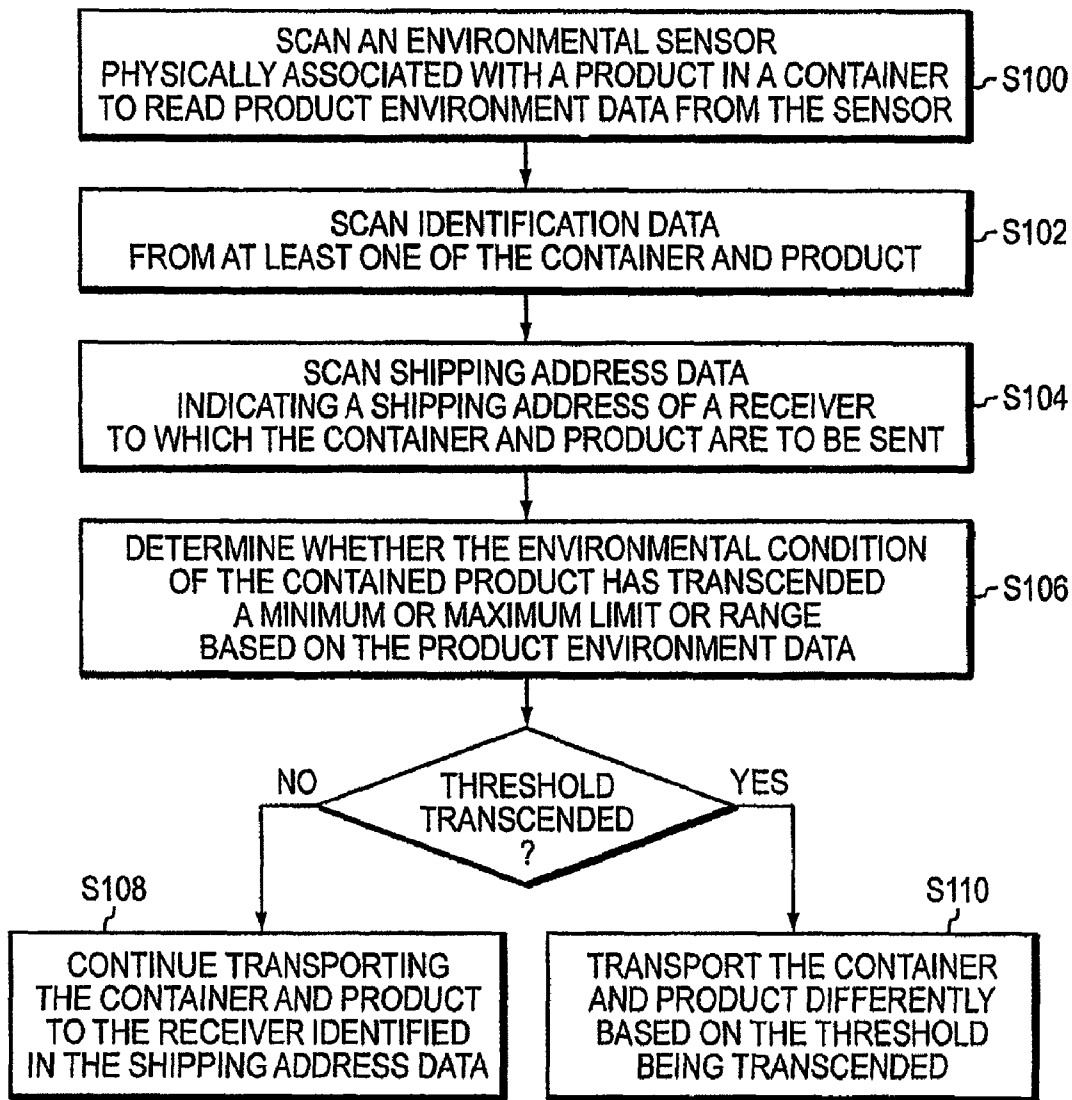 SCAN AN ENVIRONMENTAL SENSOR
PHYSICALLY ASSOCIATED WITH A PRODUCT IN A CONTAINER
TO READ PRODUCT ENVIRONMENT DATA FROM THE SENSOR
S100
SCAN IDENTIFICATION DATA
FROM AT LEAST ONE OF THE CONTAINER AND PRODUCT
S102
SCAN SHIPPING ADDRESS DATA
INDICATING A SHIPPING ADDRESS OF A RECEIVER
TO WHICH THE CONTAINER AND PRODUCT ARE TO BE SENT
S104
DETERMINE WHETHER THE ENVIRONMENTAL CONDITION
OF THE CONTAINED PRODUCT HAS TRANSCENDED
A MINIMUM OR MAXIMUM LIMIT OR RANGE
BASED ON THE PRODUCT ENVIRONMENT DATA
S106
NO
THRESHOLD
TRANSCENDED
?
YES
S108
CONTINUE TRANSPORTING
THE CONTAINER AND PRODUCT
TO THE RECEIVER IDENTIFIED
IN THE SHIPPING ADDRESS DATA
S110
TRANSPORT THE CONTAINER
AND PRODUCT DIFFERENTLY
BASED ON THE THRESHOLD
BEING TRANSCENDED